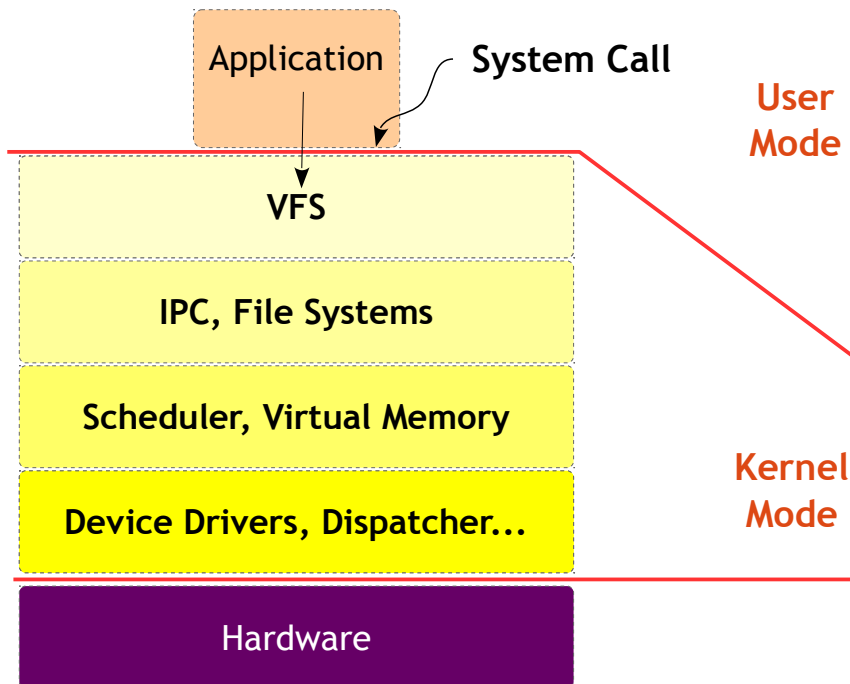 Application
System Call
User
Mode
VFS
IPC, File Systems
Scheduler, Virtual Memory
Kernel
Mode
Device Drivers, Dispatcher...
Hardware